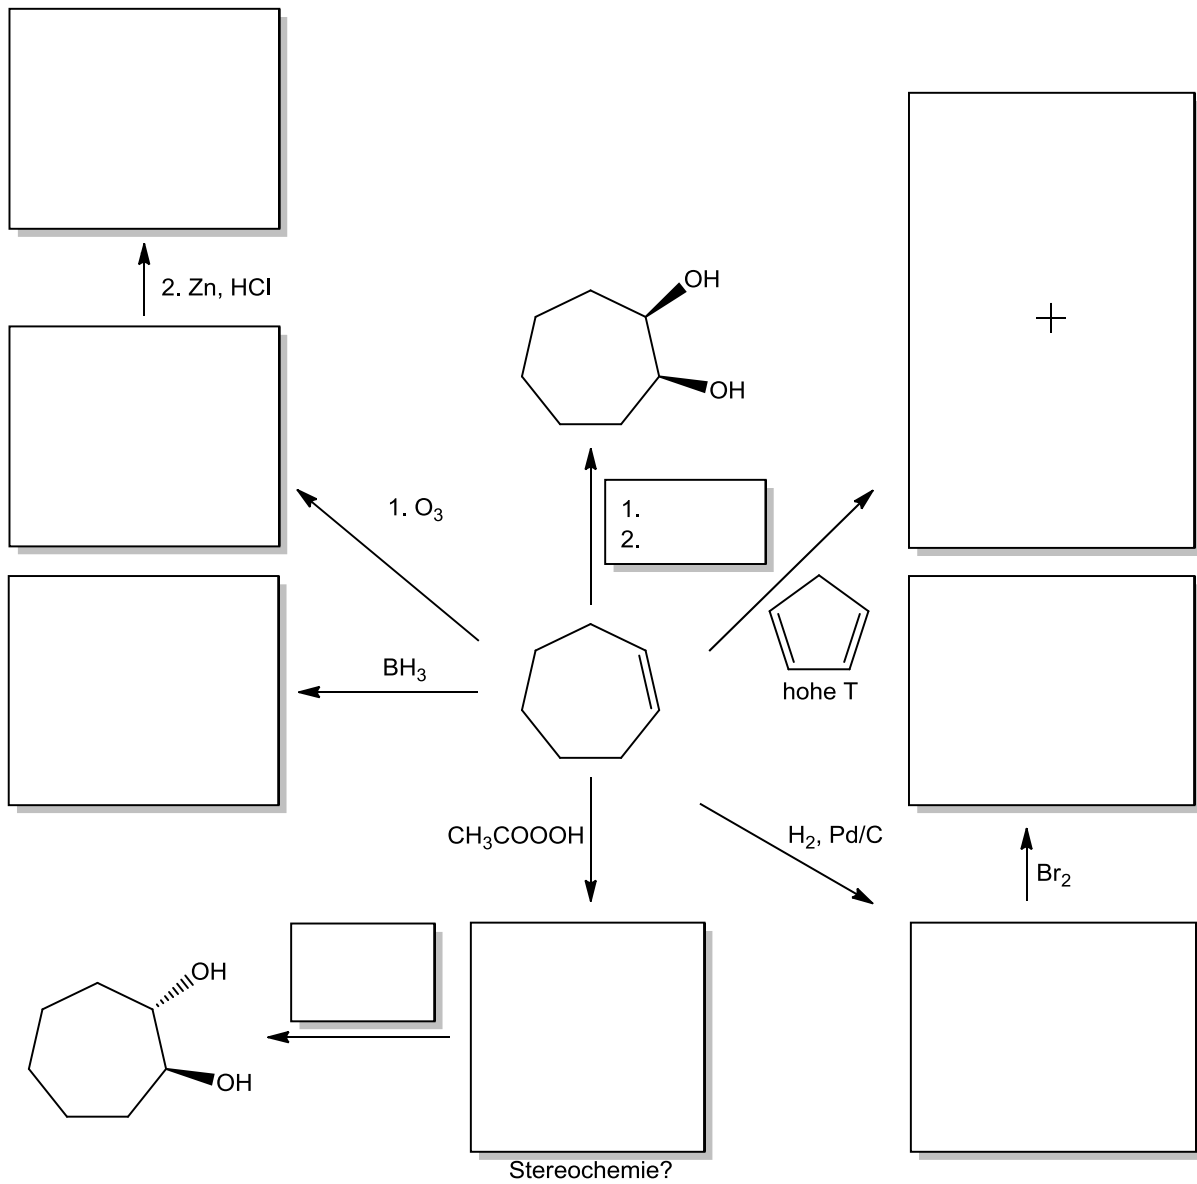 2. Zn, HCl
OH
OH
1. O₃
1.
2.
BH₃
hohe T
CH₃COOOH
H₂, Pd/C
Br₂
OH
OH
Stereochemie?